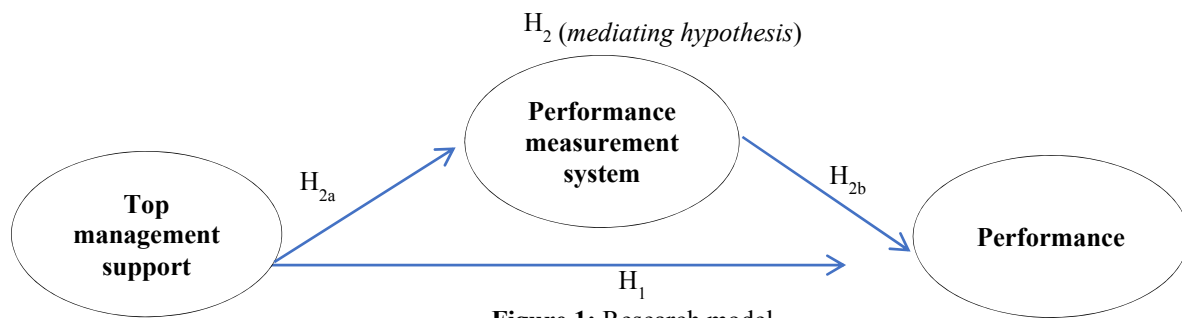 H₂ (mediating hypothesis)
Performance
measurement
system
H₂ₐ
H2b
Top
management
support
Performance
H₁
Figure 1: Research model